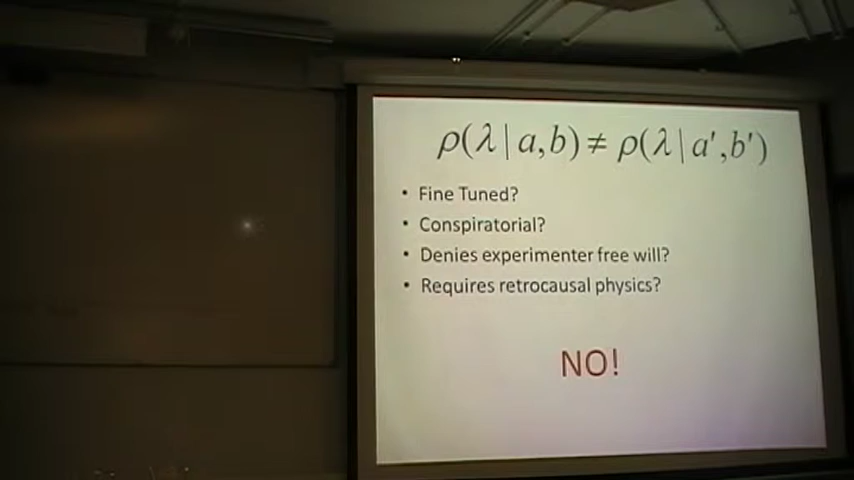 ρ(λ|a,b) ≠ ρ(λ|a',b')
• Fine Tuned?
• Conspiratorial?
• Denies experimenter free will?
• Requires retrocausal physics?
NO!